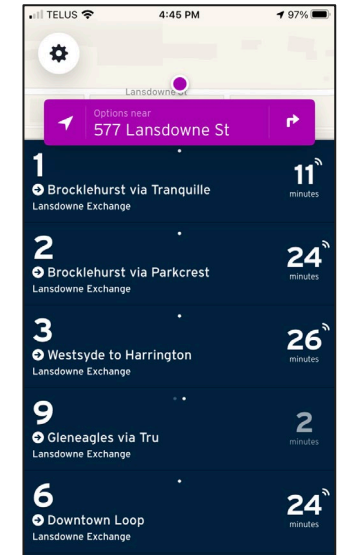 TELUS 4:45 PM 97%
Lansdowne St
Options near
577 Lansdowne St
1
Brocklehurst via Tranquille
Lansdowne Exchange
11
minutes
2
Brocklehurst via Parkcrest
Lansdowne Exchange
24
minutes
3
Westsyde to Harrington
Lansdowne Exchange
26
minutes
9
Gleneagles via Tru
Lansdowne Exchange
2
minutes
6
Downtown Loop
Lansdowne Exchange
24
minutes